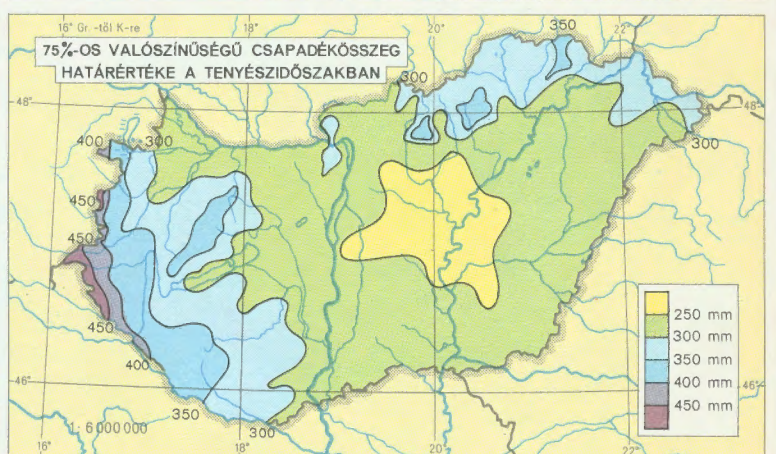 16° Gr.-től K-re
18°
20°
350
22°
75%-OS VALÓSZÍNŰSÉGŰ CSAPADÉKÖSSZEG
HATÁRÉRTÉKE A TENYÉSZIDŐSZAKBAN
300
48°
48°
400
300
300
450
450
450
400
350
300
250 mm
300 mm
350 mm
400 mm
450 mm
46°
46°
1: 6 000 000
16°
18°
20°
22°